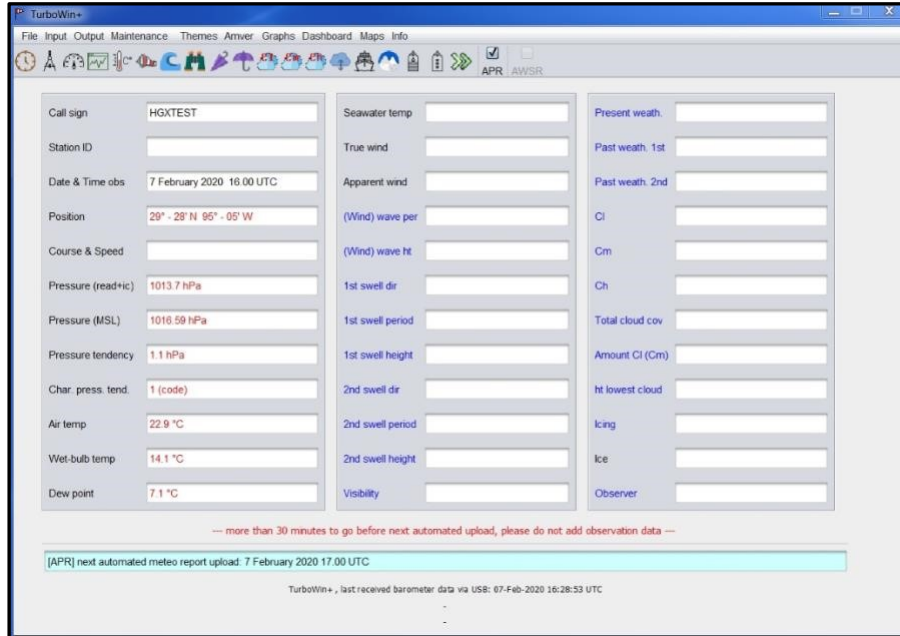 TurboWin+
File Input Output Maintenance Themes Amver Graphs Dashboard Maps Info
APR AWSR
Call sign HGXTEST
Station ID
Date & Time obs 7 February 2020 16.00 UTC
Position 29° - 28' N 95° - 05' W
Course & Speed
Pressure (read+ic) 1013.7 hPa
Pressure (MSL) 1016.59 hPa
Pressure tendency 1.1 hPa
Char. press. tend. 1 (code)
Air temp 22.9 °C
Wet-bulb temp 14.1 °C
Dew point 7.1 °C
Seawater temp
True wind
Apparent wind
(Wind) wave per
(Wind) wave ht
1st swell dir
1st swell period
1st swell height
2nd swell dir
2nd swell period
2nd swell height
Visibility
Present weath.
Past weath. 1st
Past weath. 2nd
Cl
Cm
Ch
Total cloud cov
Amount Cl (Cm)
ht lowest cloud
Icing
Ice
Observer
--- more than 30 minutes to go before next automated upload, please do not add observation data ---
[APR] next automated meteo report upload: 7 February 2020 17.00 UTC
TurboWin+ , last received barometer data via USB: 07-Feb-2020 16:28:53 UTC
-
-